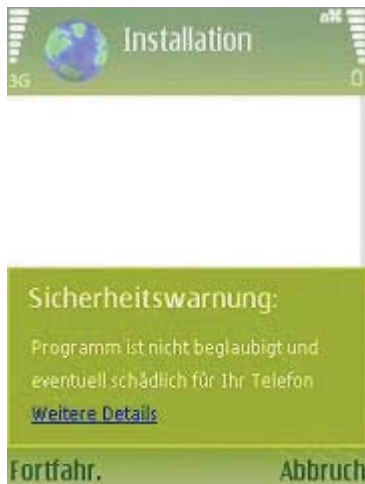 Installation
3G
Sicherheitswarnung:
Programm ist nicht beglaubigt und
eventuell schädlich für Ihr Telefon
Weitere Details
Fortfahr. Abbruch